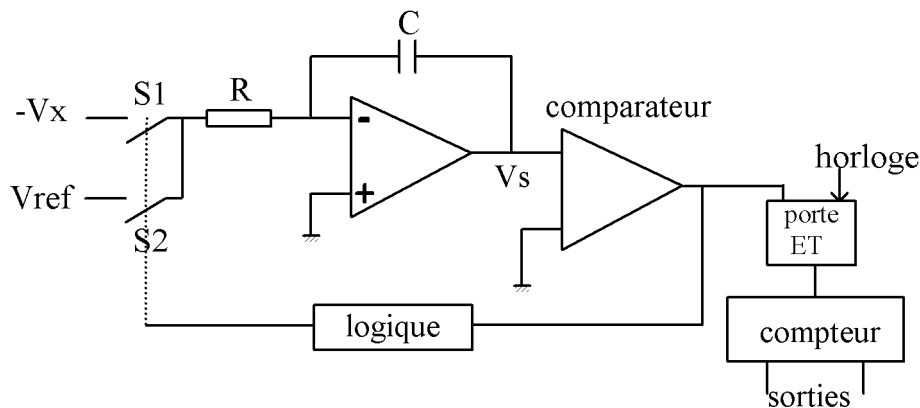 C
S1
R
-Vx
-
comparateur
horloge
Vref
+
Vs
S2
porte
ET
logique
compteur
sorties